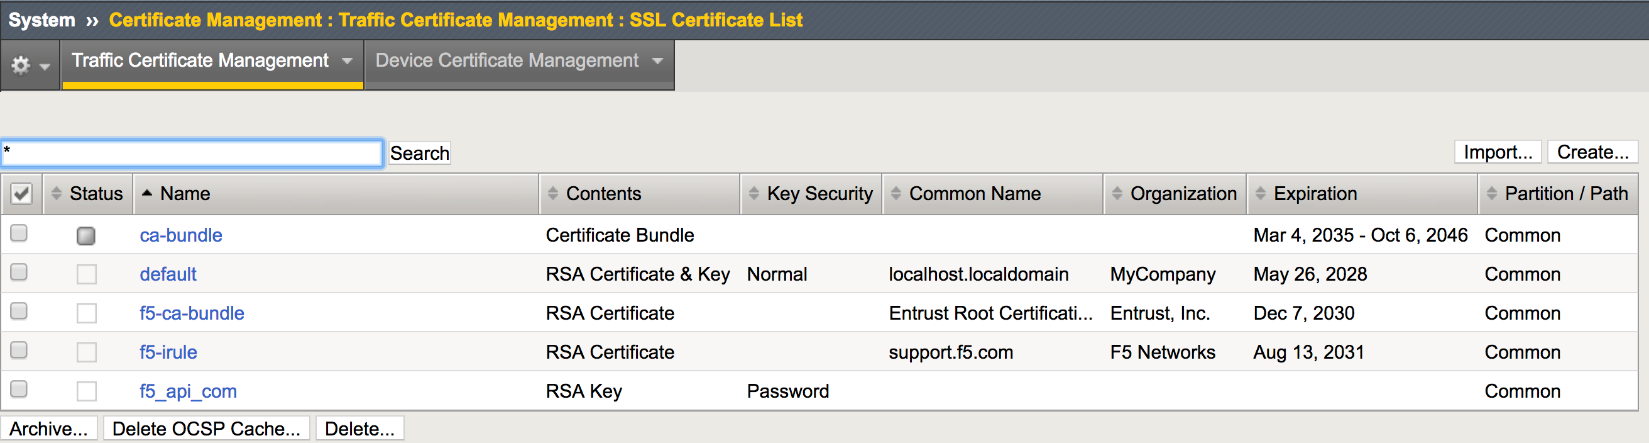 System ›› Certificate Management : Traffic Certificate Management : SSL Certificate List
Traffic Certificate Management Device Certificate Management
* Search Import... Create...
Status Name Contents Key Security Common Name Organization Expiration Partition / Path
ca-bundle Certificate Bundle Mar 4, 2035 - Oct 6, 2046 Common
default RSA Certificate & Key Normal localhost.localdomain MyCompany May 26, 2028 Common
f5-ca-bundle RSA Certificate Entrust Root Certificati... Entrust, Inc. Dec 7, 2030 Common
f5-irule RSA Certificate support.f5.com F5 Networks Aug 13, 2031 Common
f5_api_com RSA Key Password Common
Archive... Delete OCSP Cache... Delete...